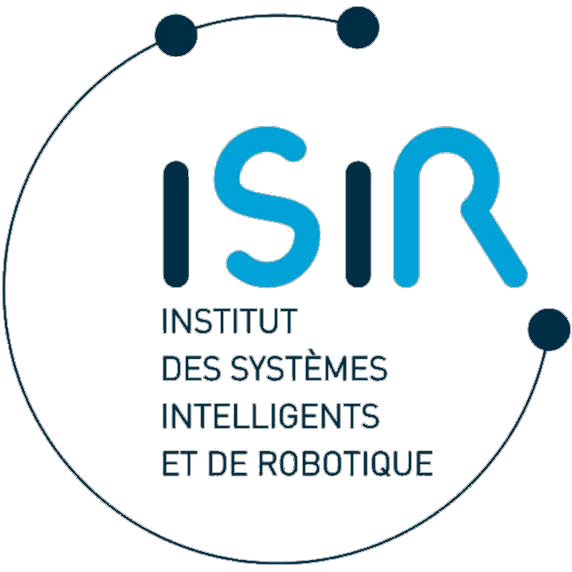 ISIR
INSTITUT
DES SYSTÈMES
INTELLIGENTS
ET DE ROBOTIQUE